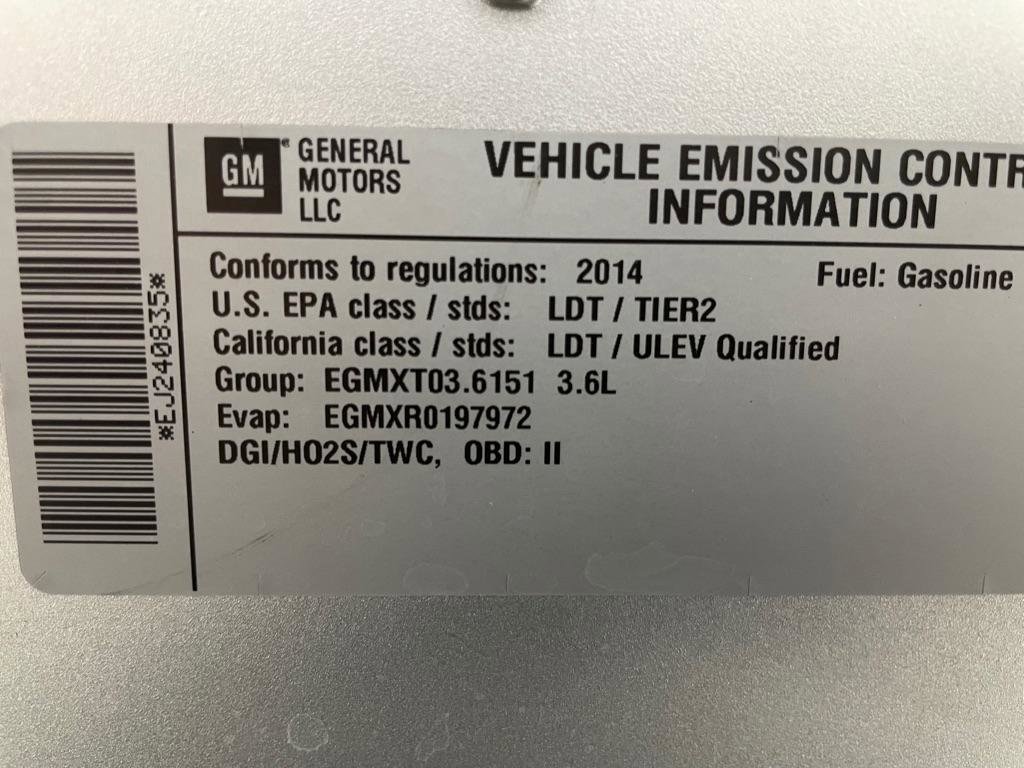 GM
GENERAL
MOTORS
LLC
VEHICLE EMISSION CONTR
INFORMATION
Conforms to regulations: 2014
Fuel: Gasoline
U.S. EPA class / stds: LDT / TIER2
California class / stds: LDT / ULEV Qualified
Group: EGMXT03.6151 3.6L
Evap: EGMXR0197972
DGI/HO2S/TWC, OBD: II
*EJ240835*